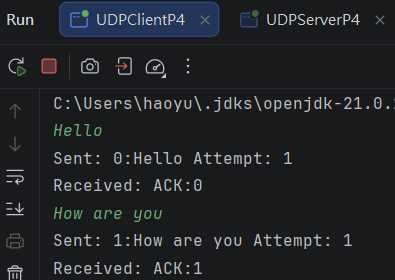 Run UDPClientP4 UDPServerP4
C:\Users\haoyu\.jdks\openjdk-21.0.
Hello
Sent: 0:Hello Attempt: 1
Received: ACK:0
How are you
Sent: 1:How are you Attempt: 1
Received: ACK:1